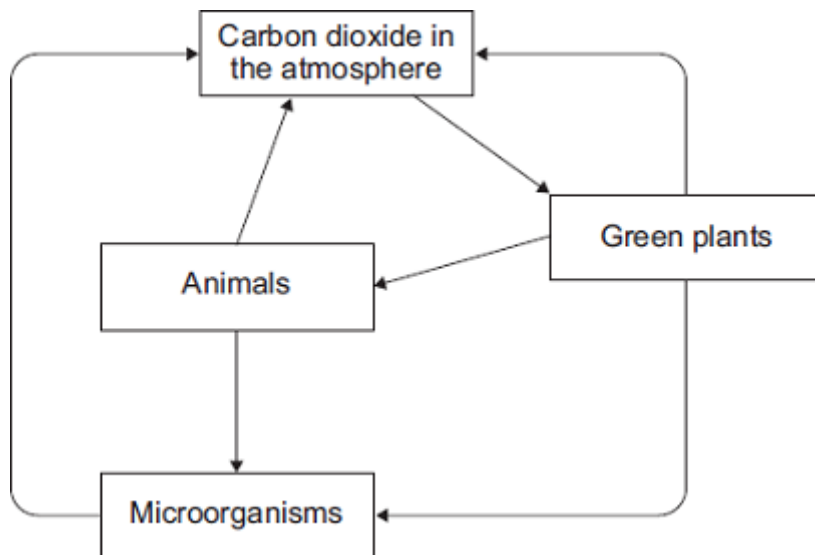 Carbon dioxide in
the atmosphere
Green plants
Animals
Microorganisms